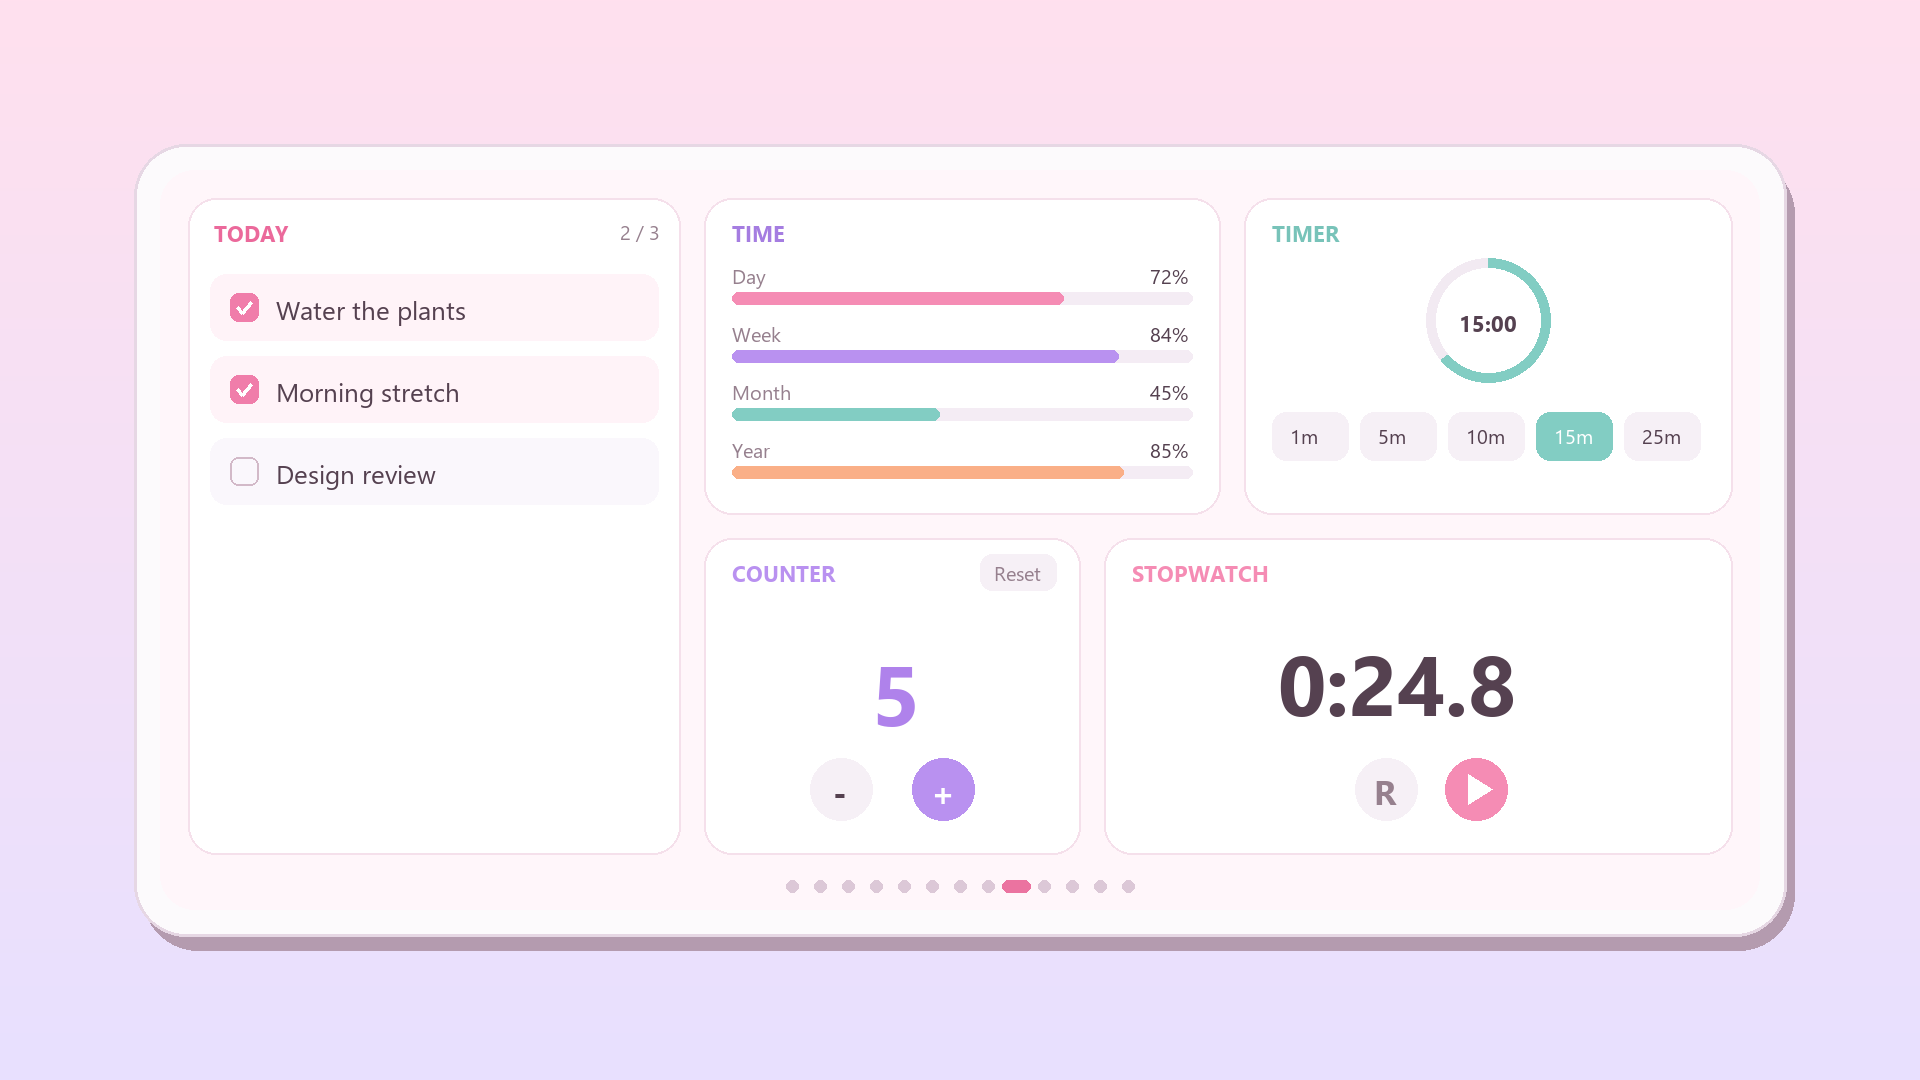 TODAY
2 / 3
Water the plants
Morning stretch
Design review
TIME
Day
72%
Week
84%
Month
45%
Year
85%
TIMER
15:00
1m
5m
10m
15m
25m
COUNTER
Reset
5
-
+
STOPWATCH
0:24.8
R